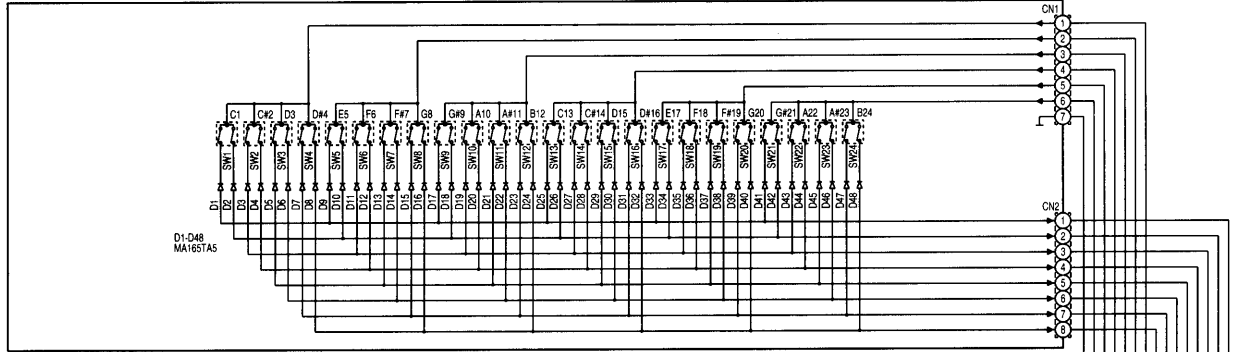 CN1
1
2
3
4
5
6
7
C1 C#2 D3 D#4 E5 F6 F#7 G8 G#9 A10 A#11 B12 C13 C#14 D15 D#16 E17 F18 F#19 G20 G#21 A22 A#23 B24
SW1 SW2 SW3 SW4 SW5 SW6 SW7 SW8 SW9 SW10 SW11 SW12 SW13 SW14 SW15 SW16 SW17 SW18 SW19 SW20 SW21 SW22 SW23 SW24
D1 D2 D3 D4 D5 D6 D7 D8 D9 D10 D11 D12 D13 D14 D15 D16 D17 D18 D19 D20 D21 D22 D23 D24 D25 D26 D27 D28 D29 D30 D31 D32 D33 D34 D35 D36 D37 D38 D39 D40 D41 D42 D43 D44 D45 D46 D47 D48
CN2
1
2
3
4
5
6
7
8
D1-D48
MA165TA5